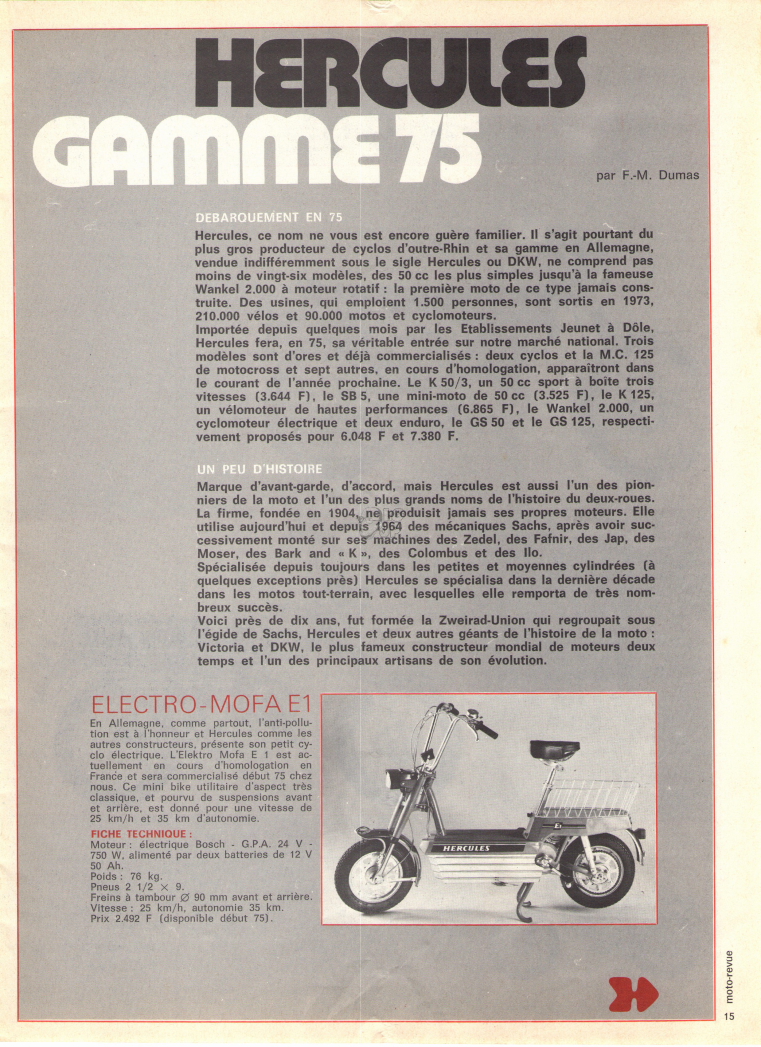 HERCULES
GAMME 75
par F.-M. Dumas
DEBARQUEMENT EN 75
Hercules, ce nom ne vous est encore guère familier. Il s'agit pourtant du
plus gros producteur de cyclos d'outre-Rhin et sa gamme en Allemagne,
vendue indifféremment sous le sigle Hercules ou DKW, ne comprend pas
moins de vingt-six modèles, des 50 cc les plus simples jusqu'à la fameuse
Wankel 2.000 à moteur rotatif : la première moto de ce type jamais cons-
truite. Des usines, qui emploient 1.500 personnes, sont sortis en 1973,
210.000 vélos et 90.000 motos et cyclomoteurs.
Importée depuis quelques mois par les Etablissements Jeunet à Dôle,
Hercules fera, en 75, sa véritable entrée sur notre marché national. Trois
modèles sont d'ores et déjà commercialisés : deux cyclos et la M.C. 125
de motocross et sept autres, en cours d'homologation, apparaîtront dans
le courant de l'année prochaine. Le K 50/3, un 50 cc sport à boîte trois
vitesses (3.644 F), le SB 5, une mini-moto de 50 cc (3.525 F), le K 125,
un vélomoteur de hautes performances (6.865 F), le Wankel 2.000, un
cyclomoteur électrique et deux enduro, le GS 50 et le GS 125, respecti-
vement proposés pour 6.048 F et 7.380 F.
UN PEU D'HISTOIRE
Marque d'avant-garde, d'accord, mais Hercules est aussi l'un des pion-
niers de la moto et l'un des plus grands noms de l'histoire du deux-roues.
La firme, fondée en 1904, ne produisit jamais ses propres moteurs. Elle
utilise aujourd'hui et depuis 1964 des mécaniques Sachs, après avoir suc-
cessivement monté sur ses machines des Zedel, des Fafnir, des Jap, des
Moser, des Bark and « K », des Colombus et des Ilo.
Spécialisée depuis toujours dans les petites et moyennes cylindrées (à
quelques exceptions près) Hercules se spécialisa dans la dernière décade
dans les motos tout-terrain, avec lesquelles elle remporta de très nom-
breux succès.
Voici près de dix ans, fut formée la Zweirad-Union qui regroupait sous
l'égide de Sachs, Hercules et deux autres géants de l'histoire de la moto :
Victoria et DKW, le plus fameux constructeur mondial de moteurs deux
temps et l'un des principaux artisans de son évolution.
ELECTRO-MOFA E1
En Allemagne, comme partout, l'anti-pollu-
tion est à l'honneur et Hercules comme les
autres constructeurs, présente son petit cy-
clo électrique. L'Elektro Mofa E 1 est ac-
tuellement en cours d'homologation en
France et sera commercialisé début 75 chez
nous. Ce mini bike utilitaire d'aspect très
classique, et pourvu de suspensions avant
et arrière, est donné pour une vitesse de
25 km/h et 35 km d'autonomie.
FICHE TECHNIQUE :
Moteur : électrique Bosch - G.P.A. 24 V -
750 W, alimenté par deux batteries de 12 V
50 Ah.
Poids : 76 kg.
Pneus 2 1/2 × 9.
Freins à tambour Ø 90 mm avant et arrière.
Vitesse : 25 km/h, autonomie 35 km.
Prix 2.492 F (disponible début 75).
HERCULES
E1
H
moto-revue
15